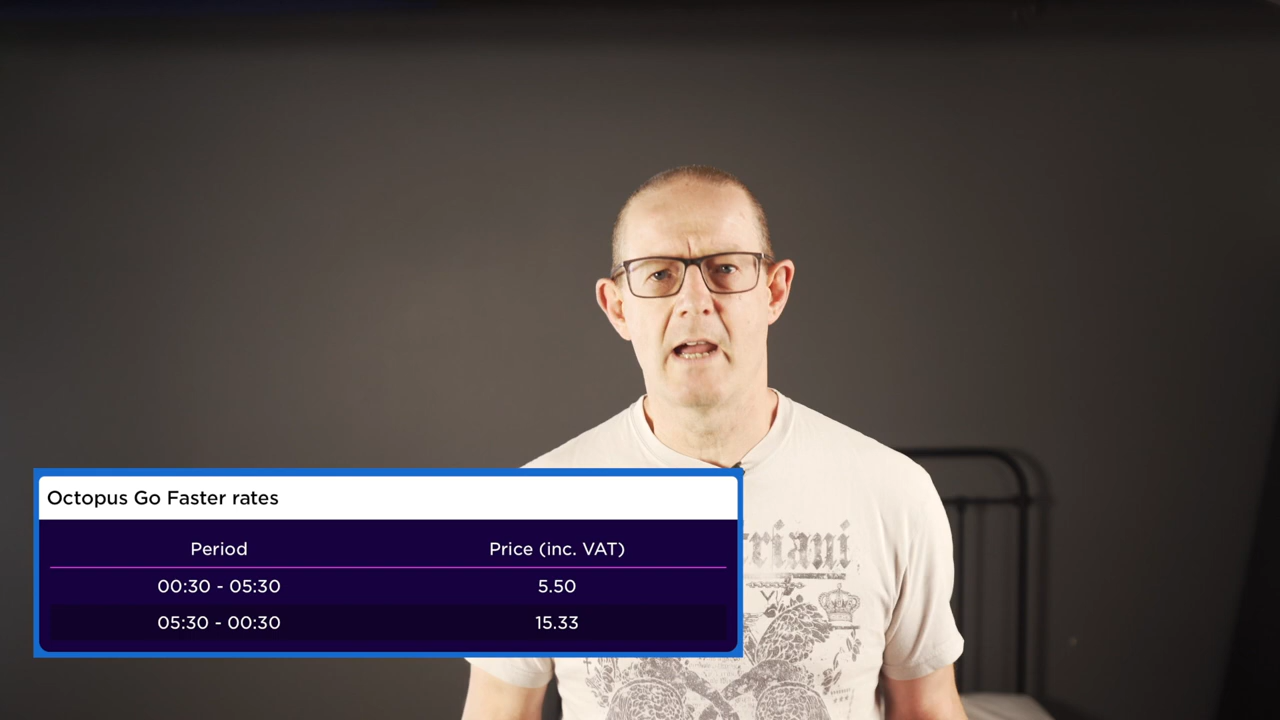 Octopus Go Faster rates
Period Price (inc. VAT)
00:30 - 05:30 5.50
05:30 - 00:30 15.33